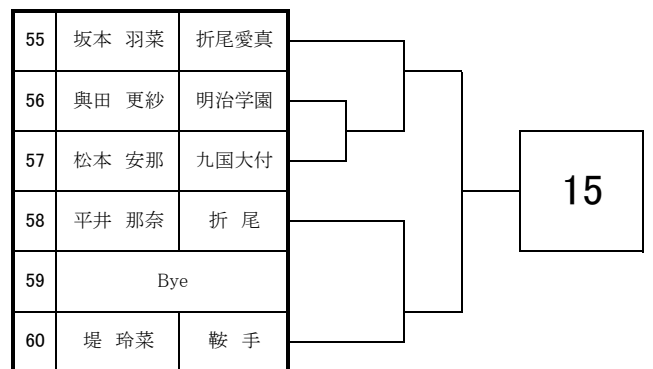 55 坂本 羽菜 折尾愛真
56 與田 更紗 明治学園
57 松本 安那 九国大付
58 平井 那奈 折 尾
59 Bye
60 堤 玲菜 鞍 手
15